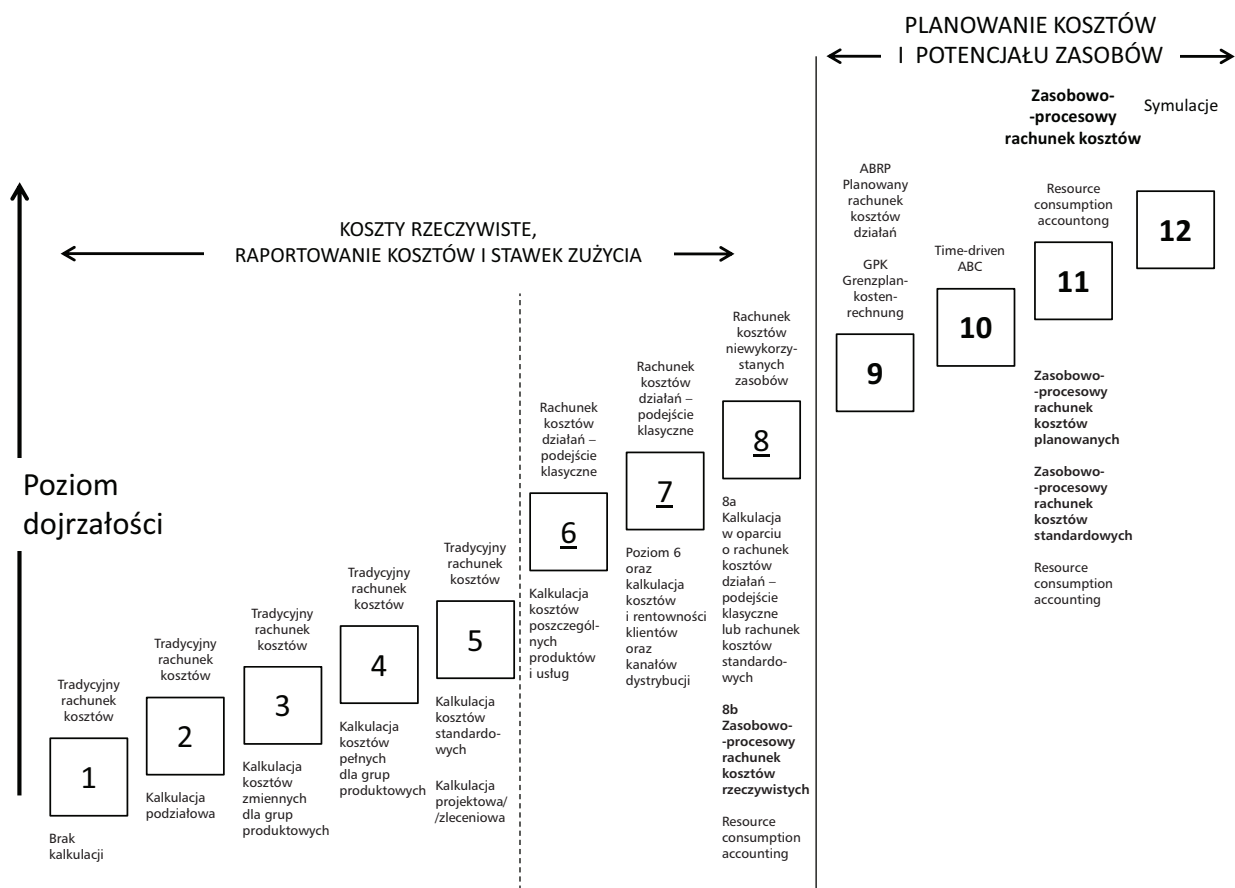 PLANOWANIE KOSZTÓW
I POTENCJAŁU ZASOBÓW
Zasobowo-
-procesowy
rachunek kosztów
Symulacje
KOSZTY RZECZYWISTE,
RAPORTOWANIE KOSZTÓW I STAWEK ZUŻYCIA
Poziom
dojrzałości
Tradycyjny
rachunek
kosztów
1
Brak
kalkulacji
Tradycyjny
rachunek
kosztów
2
Kalkulacja
podziałowa
Tradycyjny
rachunek
kosztów
3
Kalkulacja
kosztów
zmiennych
dla grup
produktowych
Tradycyjny
rachunek
kosztów
4
Kalkulacja
kosztów
pełnych
dla grup
produktowych
Tradycyjny
rachunek
kosztów
5
Kalkulacja
kosztów
standardo-
wych
Kalkulacja
projektowa/
/zleceniowa
Rachunek
kosztów
działań –
podejście
klasyczne
6
Kalkulacja
kosztów
poszczegól-
nych
produktów
i usług
Rachunek
kosztów
działań –
podejście
klasyczne
7
Poziom 6
oraz
kalkulacja
kosztów
i rentowności
klientów
oraz
kanałów
dystrybucji
Rachunek
kosztów
niewykorzy-
stanych
zasobów
8
8a
Kalkulacja
w oparciu
o rachunek
kosztów
działań –
podejście
klasyczne
lub rachunek
kosztów
standardo-
wych
8b
Zasobowo-
-procesowy
rachunek
kosztów
rzeczywistych
Resource
consumption
accounting
ABRP
Planowany
rachunek
kosztów
działań
GPK
Grenzplan-
kosten-
rechnung
9
Time-driven
ABC
10
Resource
consumption
accountong
11
Zasobowo-
-procesowy
rachunek
kosztów
planowanych
Zasobowo-
-procesowy
rachunek
kosztów
standardowych
Resource
consumption
accounting
12